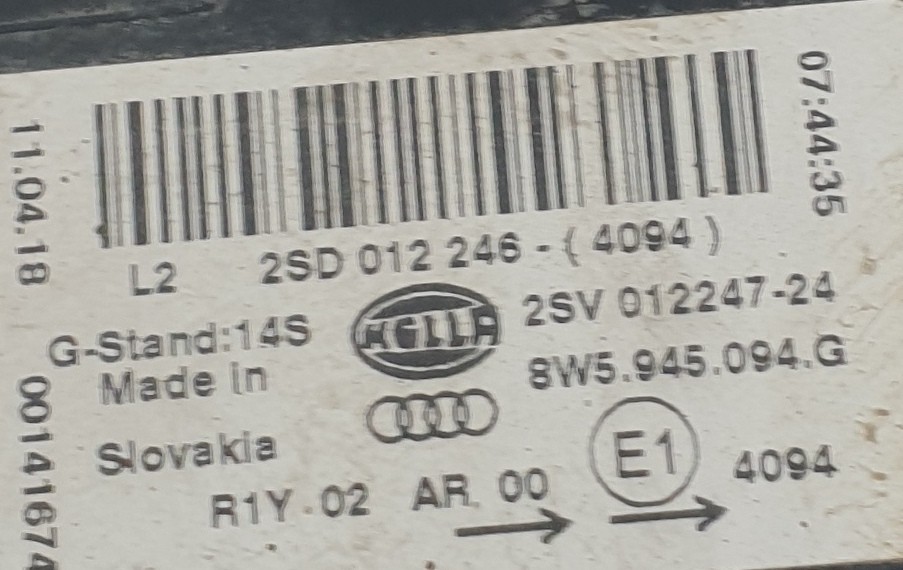 11.04.18
00141674
07:44:35
L2 2SD 012 246 - ( 4094 )
G-Stand:14S
HELLA
2SV 012247-24
Made in
8W5.945.094.G
Slovakia
E1
4094
R1Y 02 AR 00